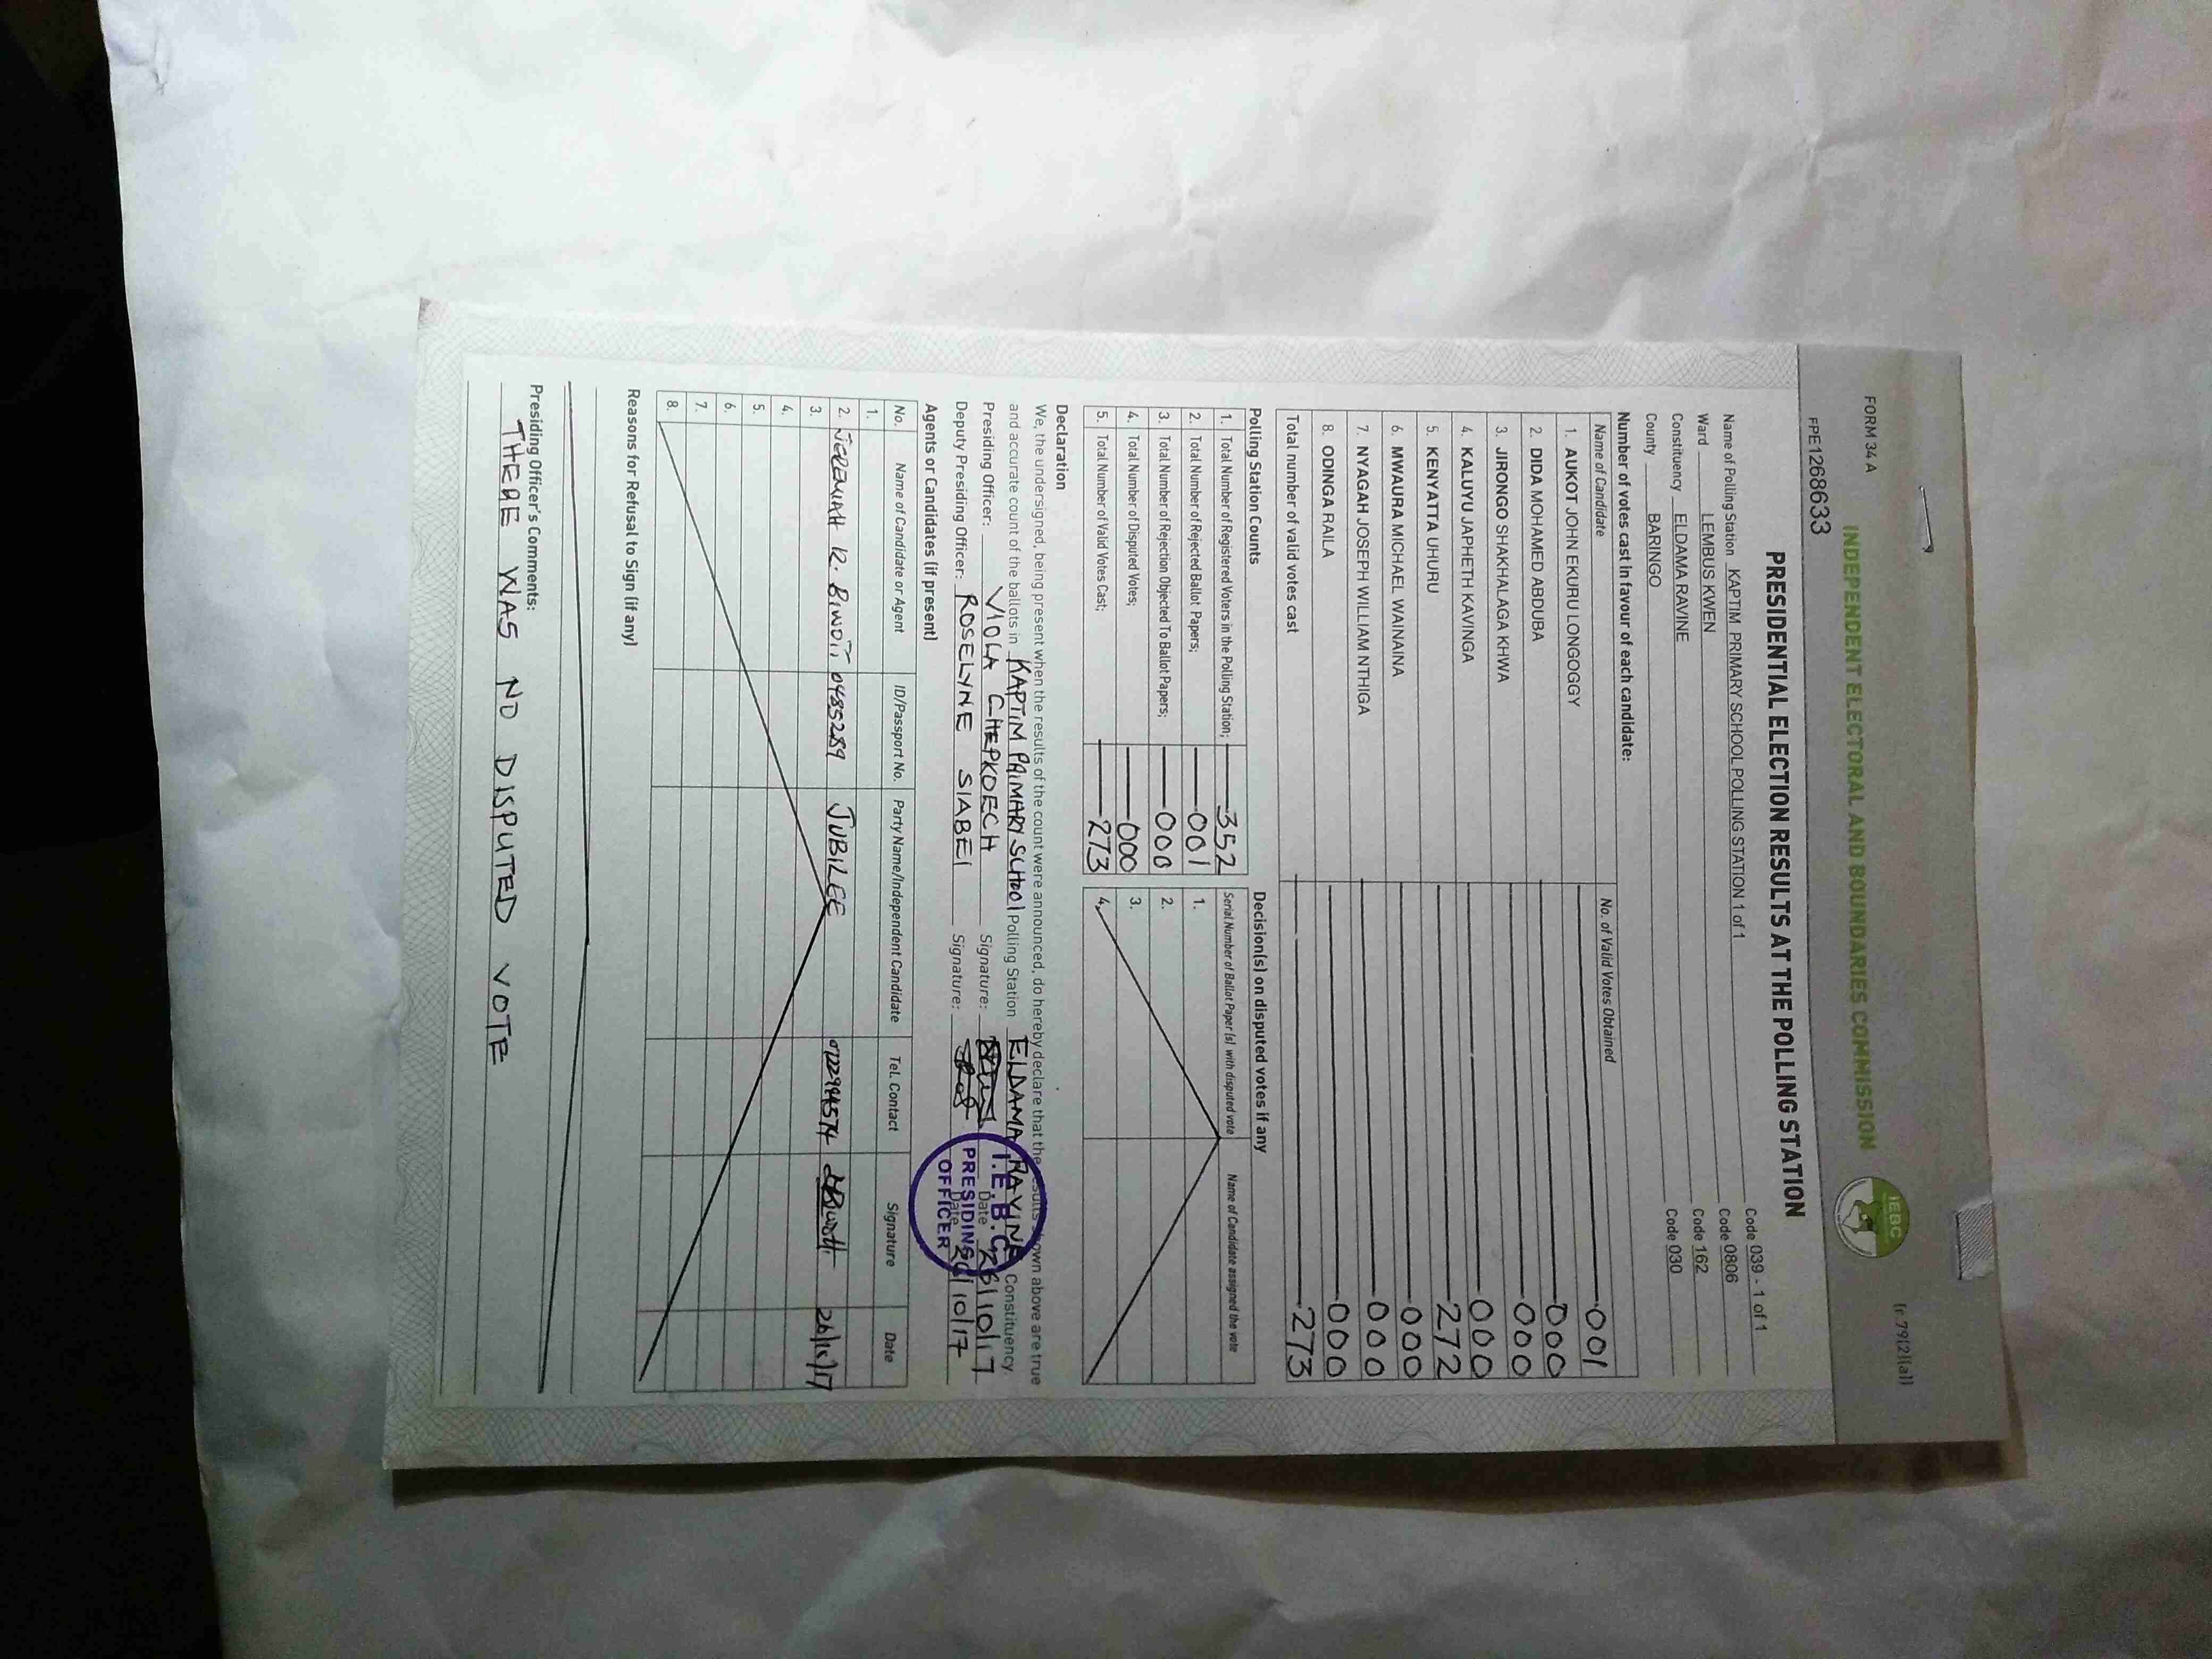 FORM 34 A
(r.79(2)(a))
INDEPENDENT ELECTORAL AND BOUNDARIES COMMISSION
IEBC
FPE1268633
PRESIDENTIAL ELECTION RESULTS AT THE POLLING STATION
Name of Polling Station KAPTIM PRIMARY SCHOOL POLLING STATION 1 of 1 Code 039 - 1 of 1
Ward LEMBUS KWEN Code 0806
Constituency ELDAMA RAVINE Code 162
County BARINGO Code 030
Number of votes cast in favour of each candidate:
Name of Candidate No. of Valid Votes Obtained
1. AUKOT JOHN EKURU LONGOGGY 001
2. DIDA MOHAMED ABDUBA 000
3. JIRONGO SHAKHALAGA KHWA 000
4. KALUYU JAPHETH KAVINGA 000
5. KENYATTA UHURU 272
6. MWAURA MICHAEL WAINAINA 000
7. NYAGAH JOSEPH WILLIAM NTHIGA 000
8. ODINGA RAILA 000
Total number of valid votes cast 273
Polling Station Counts
1. Total Number of Registered Voters in the Polling Station; 352
2. Total Number of Rejected Ballot Papers; 001
3. Total Number of Rejection Objected To Ballot Papers; 000
4. Total Number of Disputed Votes; 000
5. Total Number of Valid Votes Cast; 273
Decision(s) on disputed votes if any
Serial Number of Ballot Paper(s) with disputed vote Name of Candidate assigned the vote
1.
2.
3.
4.
Declaration
We, the undersigned, being present when the results of the count were announced, do hereby declare that the results shown above are true
and accurate count of the ballots in KAPTIM PRIMARY SCHOOL Polling Station ELDAMA RAVINE Constituency.
Presiding Officer: VIOLA CHEPKOECH Signature: Date 26/10/17
Deputy Presiding Officer: ROSELYNE SIABEI Signature: Date 26/10/17
I.E.B.C
PRESIDING
OFFICER
Agents or Candidates (if present)
No. Name of Candidate or Agent ID/Passport No. Party Name/Independent Candidate Tel. Contact Signature Date
1.
2. JEREMIAH R. BIWOTT 0485289 JUBILEE 26/10/17
3.
4.
5.
6.
7.
8.
Reasons for Refusal to Sign (if any)
Presiding Officer's Comments:
THERE WAS NO DISPUTED VOTE